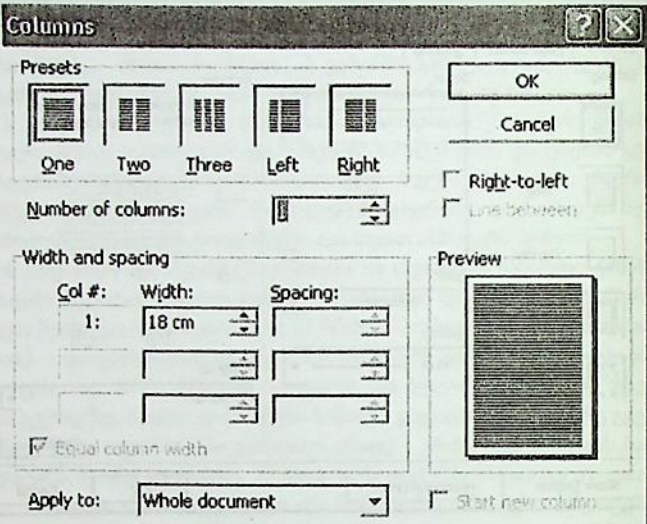 Columns
Presets
One Two Three Left Right
OK
Cancel
Right-to-left
Line between
Number of columns: 1
Width and spacing
Col #: Width: Spacing:
1: 18 cm
Equal column width
Preview
Apply to: Whole document
Start new column